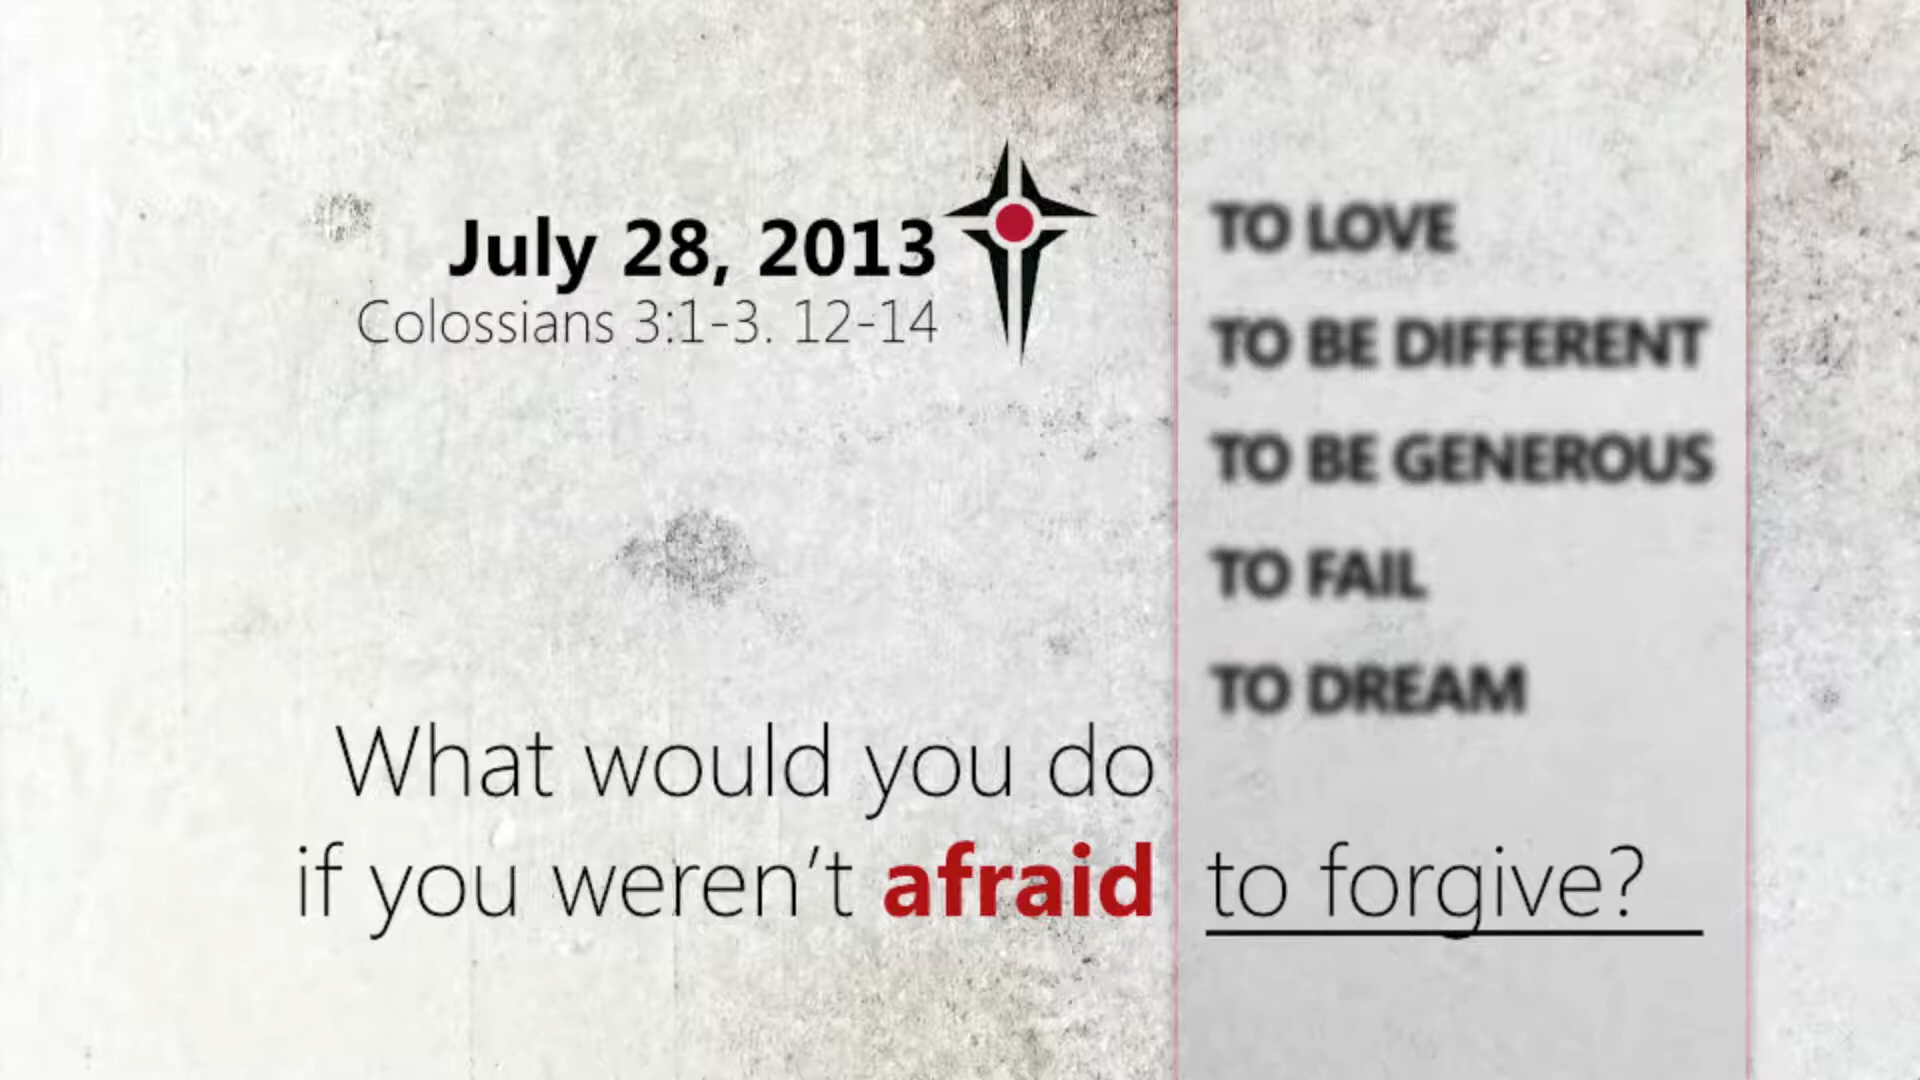 July 28, 2013
Colossians 3:1-3. 12-14
TO LOVE
TO BE DIFFERENT
TO BE GENEROUS
TO FAIL
TO DREAM
What would you do
if you weren't afraid to forgive?